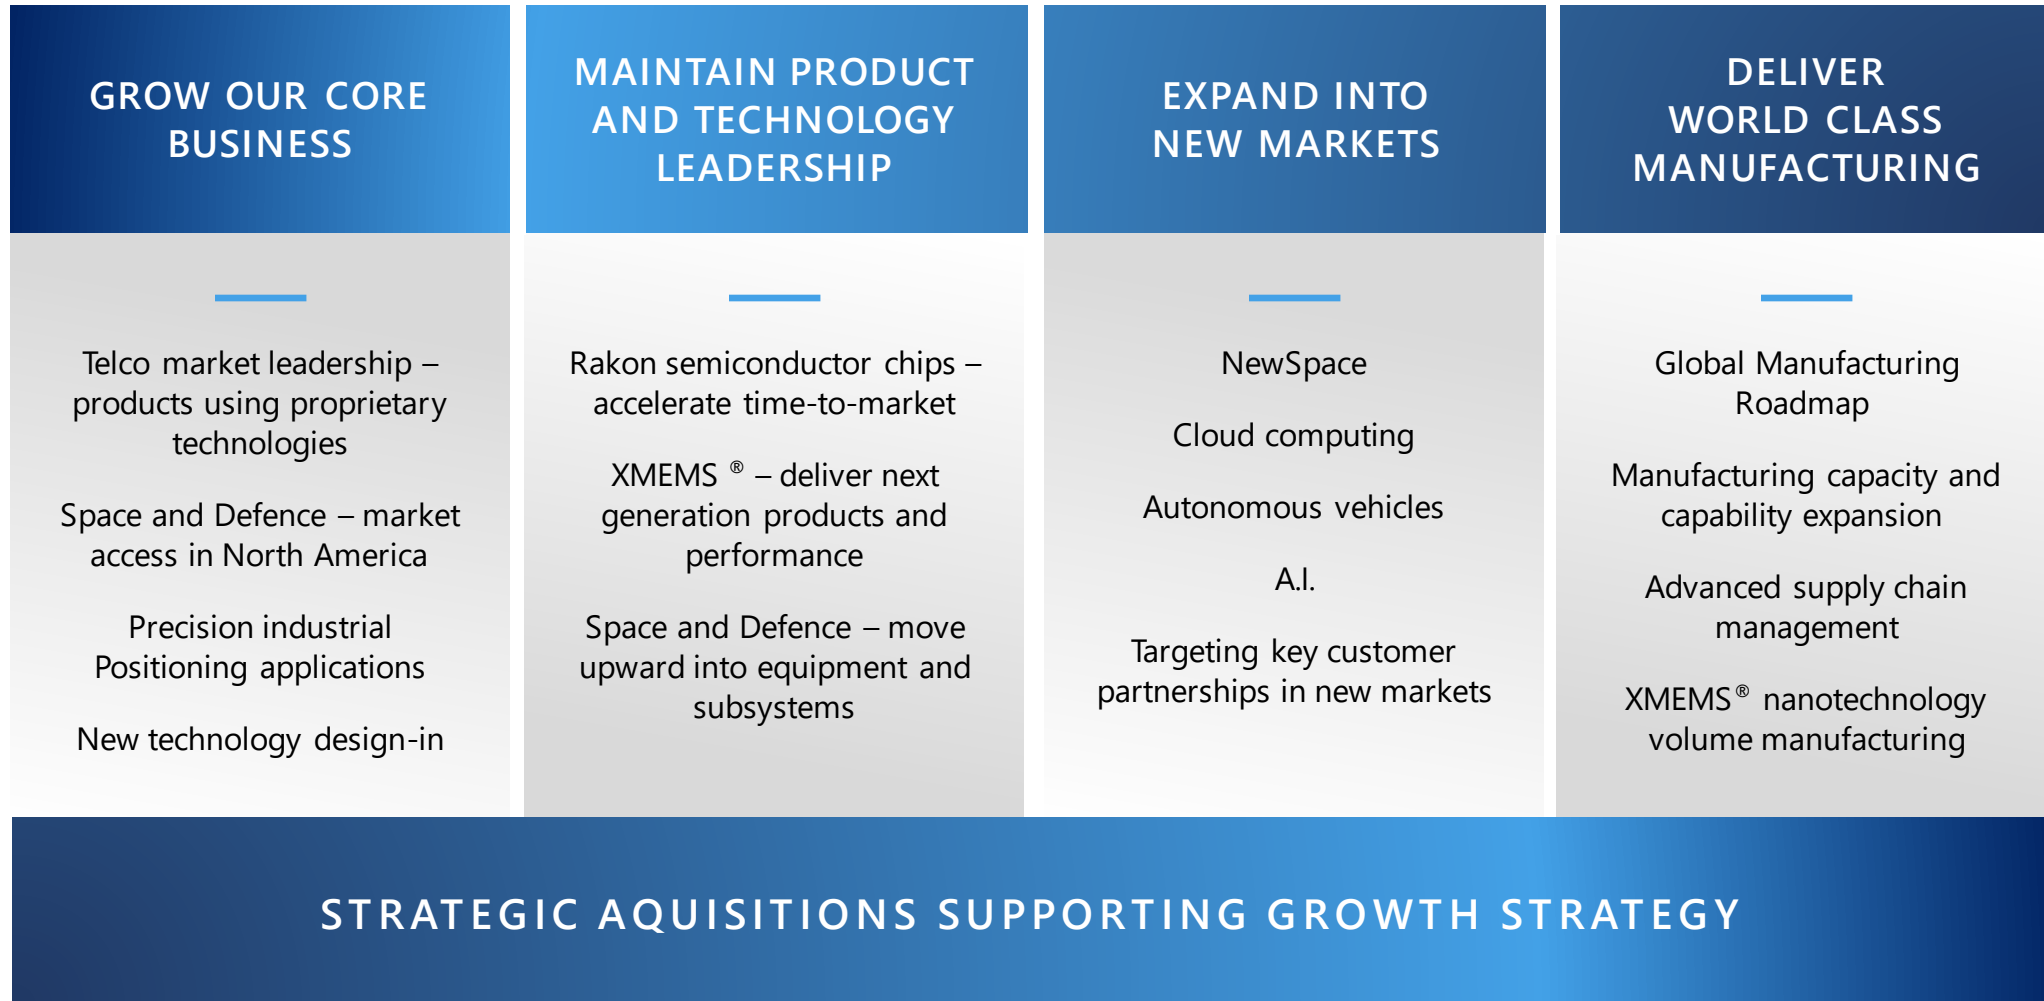 GROW OUR CORE
BUSINESS
MAINTAIN PRODUCT
AND TECHNOLOGY
LEADERSHIP
EXPAND INTO
NEW MARKETS
DELIVER
WORLD CLASS
MANUFACTURING
Telco market leadership –
products using proprietary
technologies
Space and Defence – market
access in North America
Precision industrial
Positioning applications
New technology design-in
Rakon semiconductor chips –
accelerate time-to-market
XMEMS ® – deliver next
generation products and
performance
Space and Defence – move
upward into equipment and
subsystems
NewSpace
Cloud computing
Autonomous vehicles
A.I.
Targeting key customer
partnerships in new markets
Global Manufacturing
Roadmap
Manufacturing capacity and
capability expansion
Advanced supply chain
management
XMEMS® nanotechnology
volume manufacturing
STRATEGIC AQUISITIONS SUPPORTING GROWTH STRATEGY